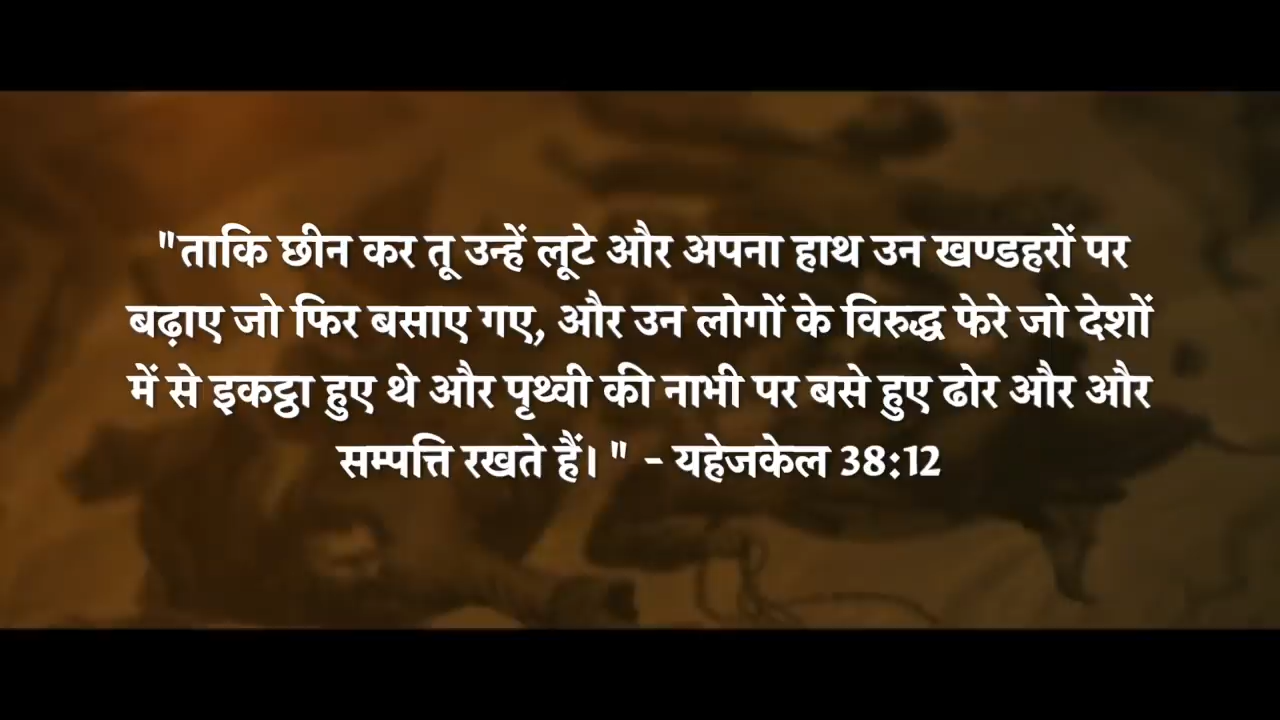 "ताकि छीन कर तू उन्हें लूटे और अपना हाथ उन खण्डहरों पर
बढ़ाए जो फिर बसाए गए, और उन लोगों के विरुद्ध फेरे जो देशों
में से इकट्ठा हुए थे और पृथ्वी की नाभी पर बसे हुए ढोर और और
सम्पत्ति रखते हैं। " - यहेजकेल 38:12